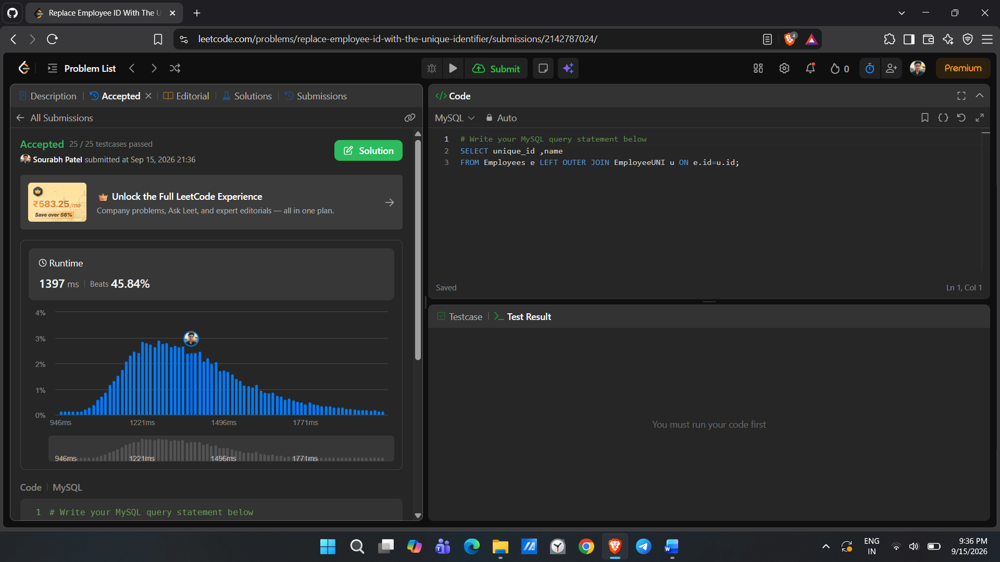 Replace Employee ID With The U
leetcode.com/problems/replace-employee-id-with-the-unique-identifier/submissions/2142787024/
4
Problem List
Submit
0
Premium
Description
Accepted
Editorial
Solutions
Submissions
All Submissions
Accepted 25 / 25 testcases passed
Sourabh Patel submitted at Sep 15, 2026 21:36
Solution
₹583.25/mo
Save over 56%
Unlock the Full LeetCode Experience
Company problems, Ask Leet, and expert editorials — all in one plan.
Runtime
1397 ms Beats 45.84%
4%
3%
2%
1%
0%
946ms 1221ms 1496ms 1771ms
946ms 1221ms 1496ms 1771ms
Code MySQL
1 # Write your MySQL query statement below
</> Code
MySQL Auto
1 # Write your MySQL query statement below
2 SELECT unique_id ,name
3 FROM Employees e LEFT OUTER JOIN EmployeeUNI u ON e.id=u.id;
Saved
Ln 1, Col 1
Testcase
Test Result
You must run your code first
ENG
IN
9:36 PM
9/15/2026